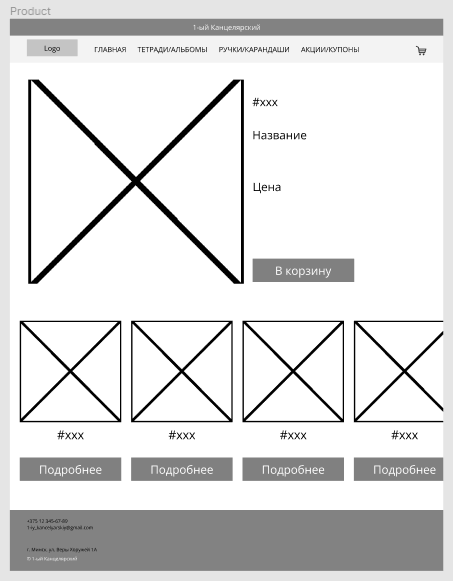 Product
1-ый Канцелярский
Logo ГЛАВНАЯ ТЕТРАДИ/АЛЬБОМЫ РУЧКИ/КАРАНДАШИ АКЦИИ/КУПОНЫ
#xxx
Название
Цена
В корзину
#xxx #xxx #xxx #xxx
Подробнее Подробнее Подробнее Подробнее
+375 12 345-67-89
1-iy_kancelyarskiy@gmail.com
г. Минск, ул. Веры Хоружей 1А
© 1-ый Канцелярский